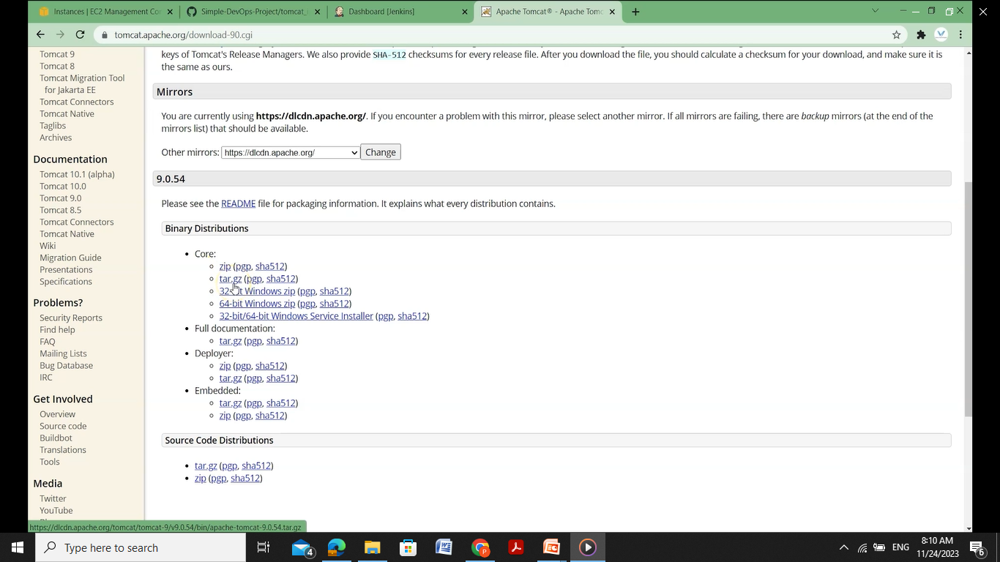 Instances | EC2 Management Con
Simple-DevOps-Project/tomcat_i
Dashboard [Jenkins]
Apache Tomcat® - Apache Tomc
tomcat.apache.org/download-90.cgi
Tomcat 9
Tomcat 8
Tomcat Migration Tool
for Jakarta EE
Tomcat Connectors
Tomcat Native
Taglibs
Archives
Documentation
Tomcat 10.1 (alpha)
Tomcat 10.0
Tomcat 9.0
Tomcat 8.5
Tomcat Connectors
Tomcat Native
Wiki
Migration Guide
Presentations
Specifications
Problems?
Security Reports
Find help
FAQ
Mailing Lists
Bug Database
IRC
Get Involved
Overview
Source code
Buildbot
Translations
Tools
Media
Twitter
YouTube
keys of Tomcat's Release Managers. We also provide SHA-512 checksums for every release file. After you download the file, you should calculate a checksum for your download, and make sure it is
the same as ours.
Mirrors
You are currently using https://dlcdn.apache.org/. If you encounter a problem with this mirror, please select another mirror. If all mirrors are failing, there are backup mirrors (at the end of the
mirrors list) that should be available.
Other mirrors: https://dlcdn.apache.org/ Change
9.0.54
Please see the README file for packaging information. It explains what every distribution contains.
Binary Distributions
Core:
zip (pgp, sha512)
tar.gz (pgp, sha512)
32-bit Windows zip (pgp, sha512)
64-bit Windows zip (pgp, sha512)
32-bit/64-bit Windows Service Installer (pgp, sha512)
Full documentation:
tar.gz (pgp, sha512)
Deployer:
zip (pgp, sha512)
tar.gz (pgp, sha512)
Embedded:
tar.gz (pgp, sha512)
zip (pgp, sha512)
Source Code Distributions
tar.gz (pgp, sha512)
zip (pgp, sha512)
https://dlcdn.apache.org/tomcat/tomcat-9/v9.0.54/bin/apache-tomcat-9.0.54.tar.gz
Type here to search
4
ENG
8:10 AM
11/24/2023
6